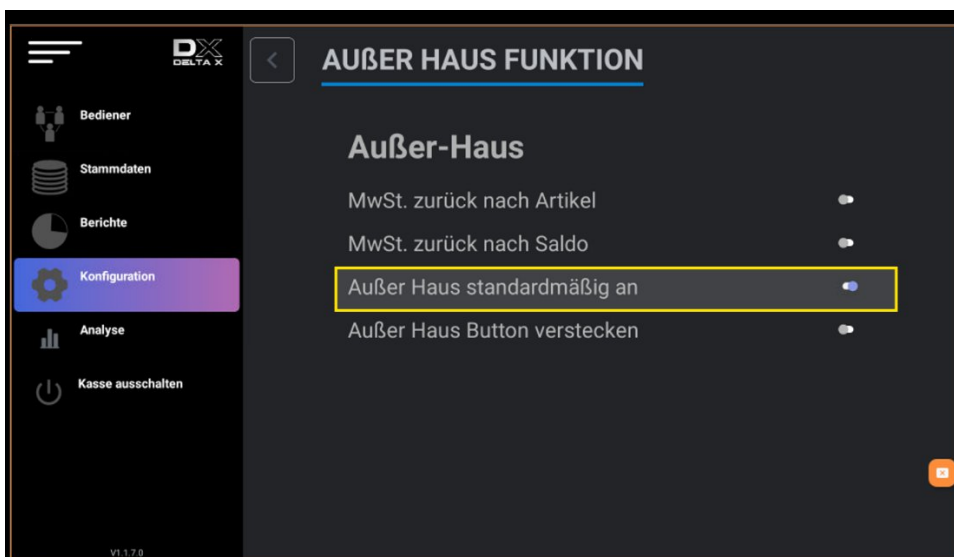 DX
DELTA X
AUßER HAUS FUNKTION
Bediener
Stammdaten
Berichte
Konfiguration
Analyse
Kasse ausschalten
V1.1.7.0
Außer-Haus
MwSt. zurück nach Artikel
MwSt. zurück nach Saldo
Außer Haus standardmäßig an
Außer Haus Button verstecken